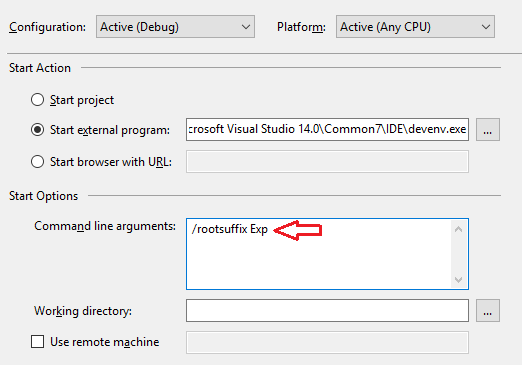 Configuration: Active (Debug) Platform: Active (Any CPU)
Start Action
Start project
Start external program: crosoft Visual Studio 14.0\Common7\IDE\devenv.exe ...
Start browser with URL:
Start Options
Command line arguments: /rootsuffix Exp
Working directory: ...
Use remote machine